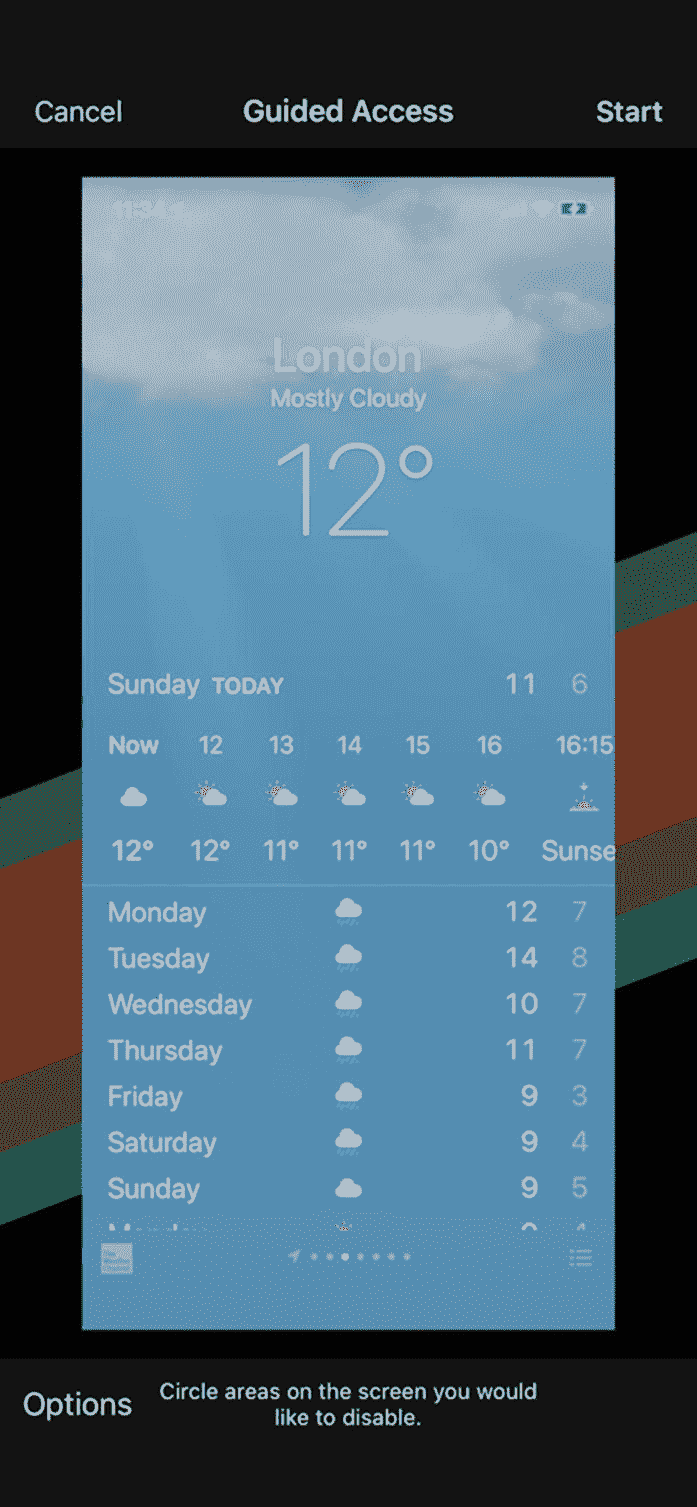 Cancel Guided Access Start
London
Mostly Cloudy
12°
Sunday TODAY 11 6
Now 12 13 14 15 16 16:15
12° 12° 11° 11° 11° 10° Sunse
Monday 12 7
Tuesday 14 8
Wednesday 10 7
Thursday 11 7
Friday 9 3
Saturday 9 4
Sunday 9 5
Options
Circle areas on the screen you would
like to disable.